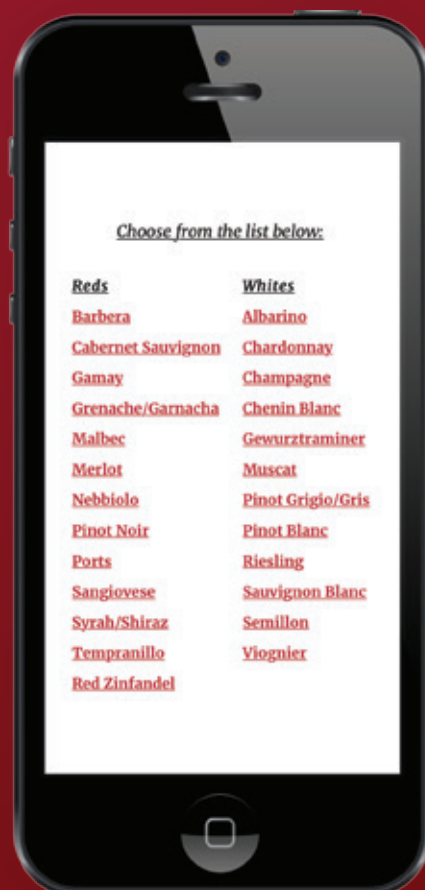 Choose from the list below:
Reds
Barbera
Cabernet Sauvignon
Gamay
Grenache/Garnacha
Malbec
Merlot
Nebbiolo
Pinot Noir
Ports
Sangiovese
Syrah/Shiraz
Tempranillo
Red Zinfandel
Whites
Albarino
Chardonnay
Champagne
Chenin Blanc
Gewurztraminer
Muscat
Pinot Grigio/Gris
Pinot Blanc
Riesling
Sauvignon Blanc
Semillon
Viognier